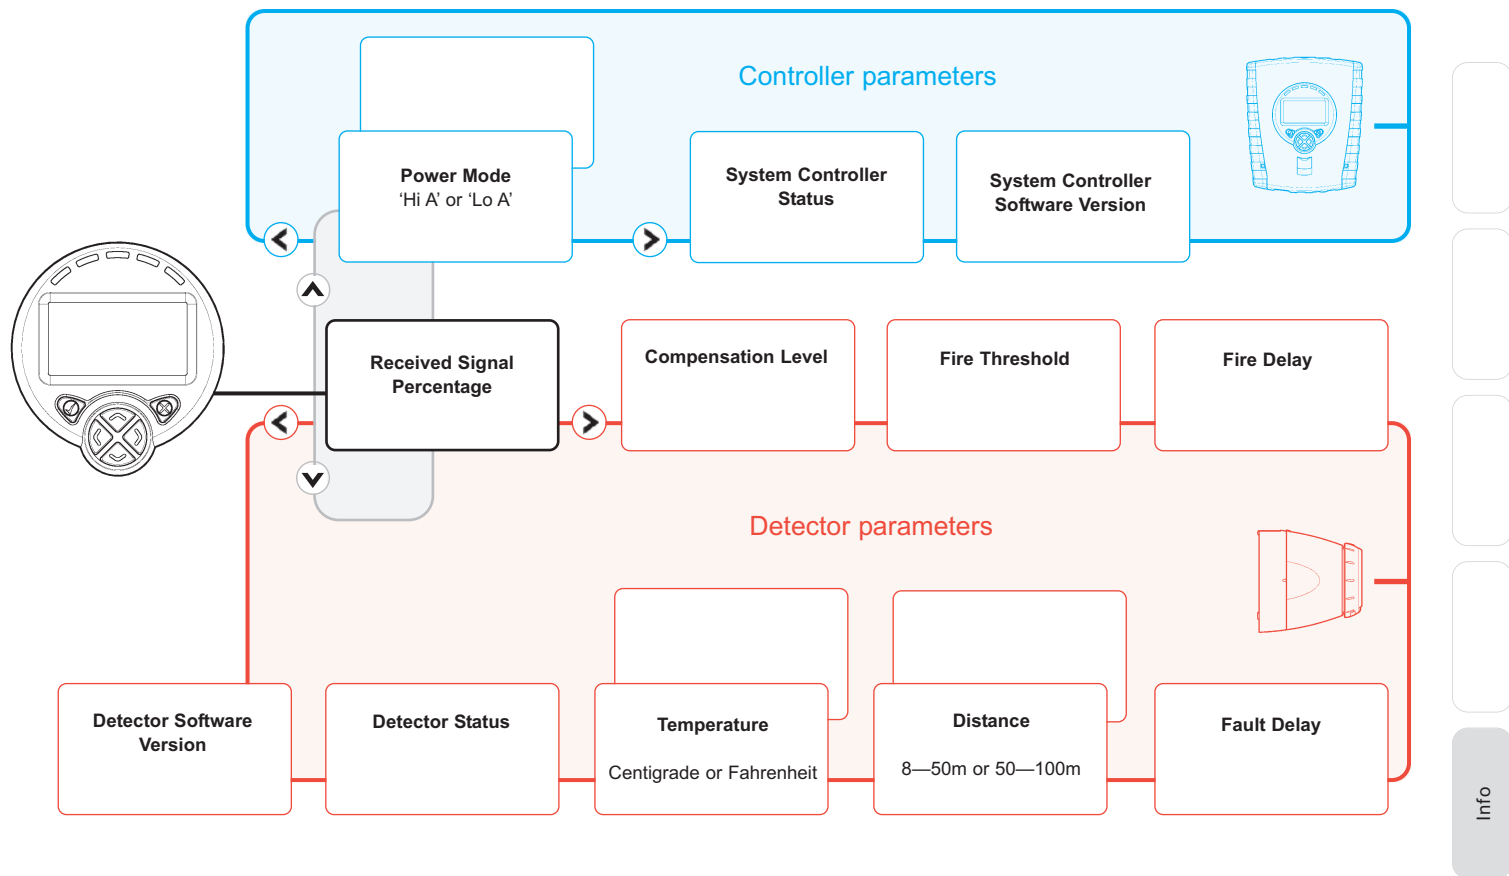 Controller parameters
Power Mode
‘Hi A’ or ‘Lo A’
System Controller
Status
System Controller
Software Version
Received Signal
Percentage
Compensation Level
Fire Threshold
Fire Delay
Detector parameters
Detector Software
Version
Detector Status
Temperature
Centigrade or Fahrenheit
Distance
8—50m or 50—100m
Fault Delay
Info